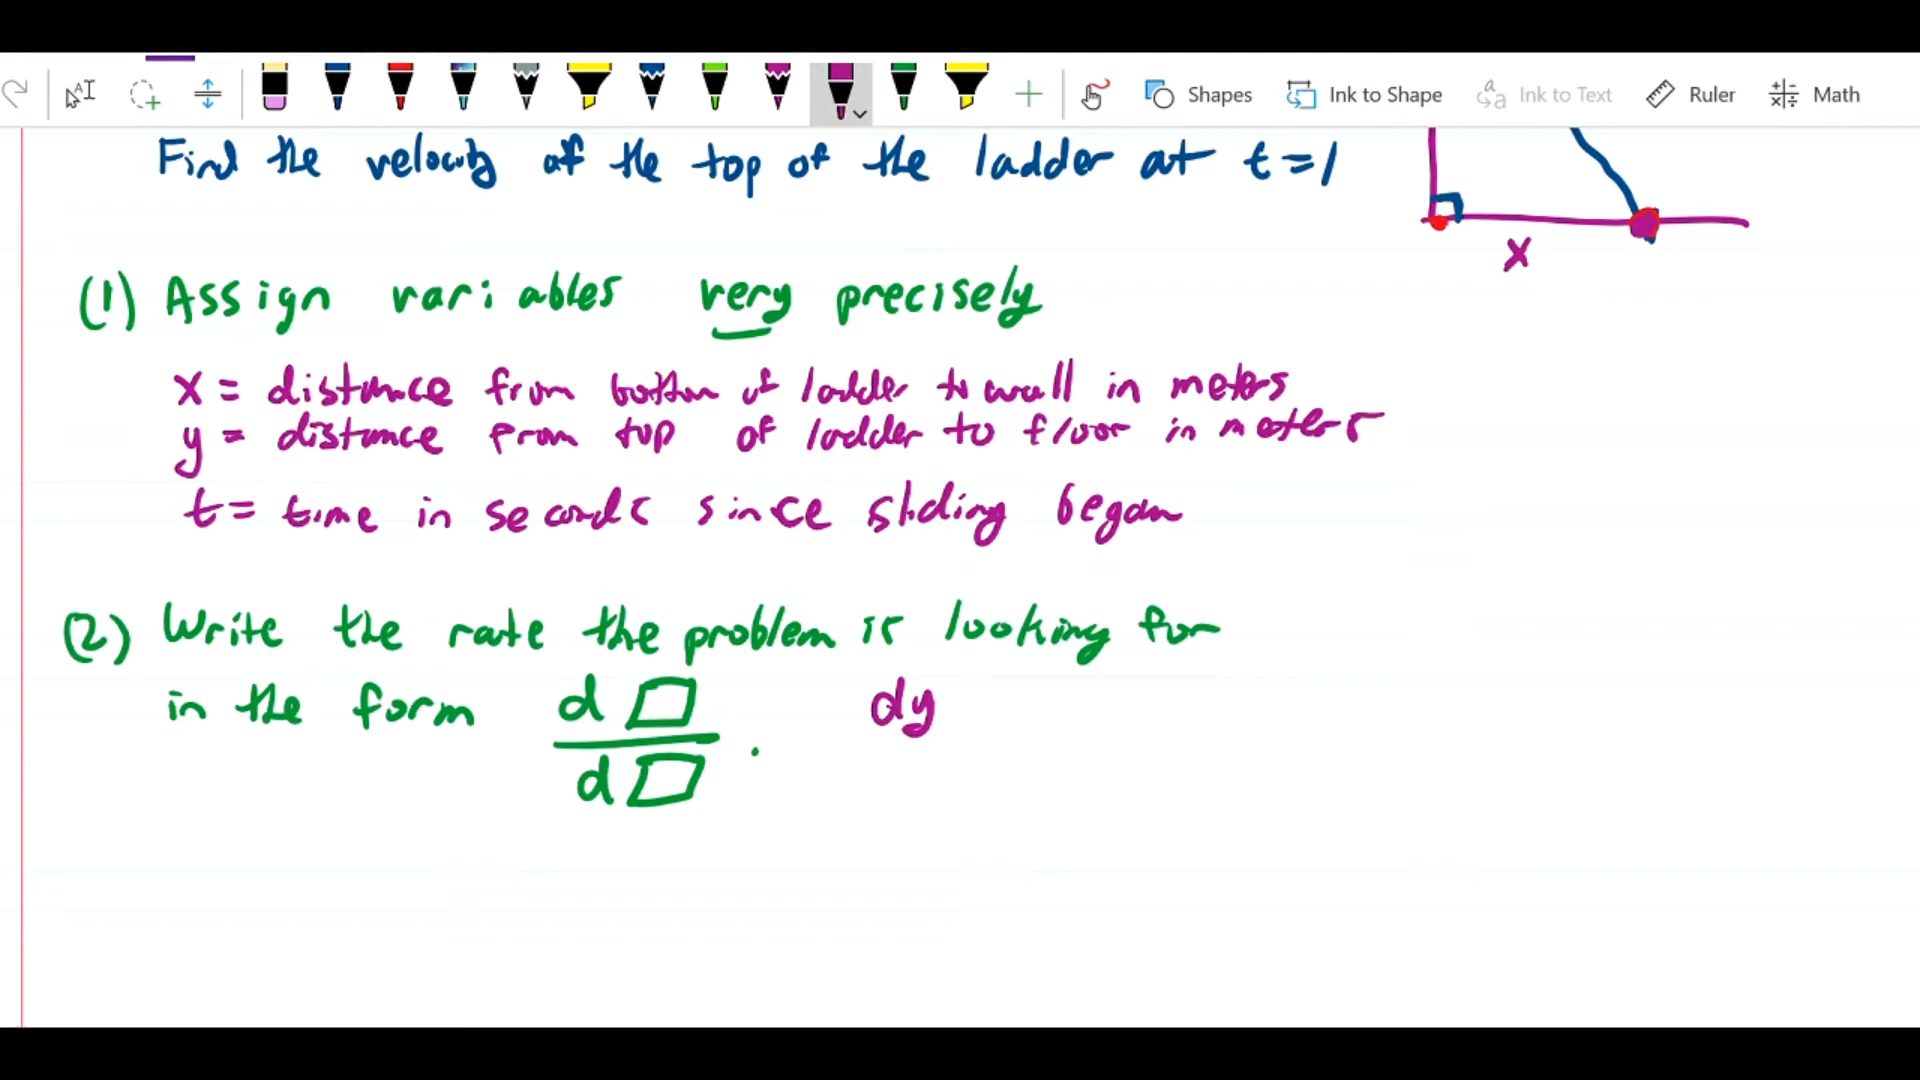 Shapes Ink to Shape Ink to Text Ruler Math
Find the velocity of the top of the ladder at t=1
x
(1) Assign variables very precisely
x = distance from bottom of ladder to wall in meters
y = distance from top of ladder to floor in meters
t = time in seconds since sliding began
(2) Write the rate the problem is looking for
in the form d□/d□ . dy